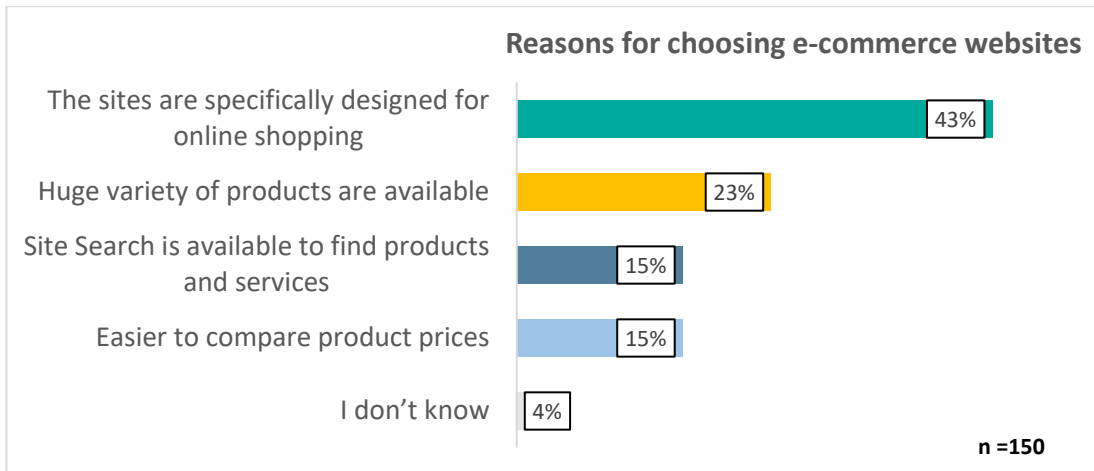 Reasons for choosing e-commerce websites
The sites are specifically designed for
online shopping
43%
Huge variety of products are available
23%
Site Search is available to find products
and services
15%
Easier to compare product prices
15%
I don’t know
4%
n =150